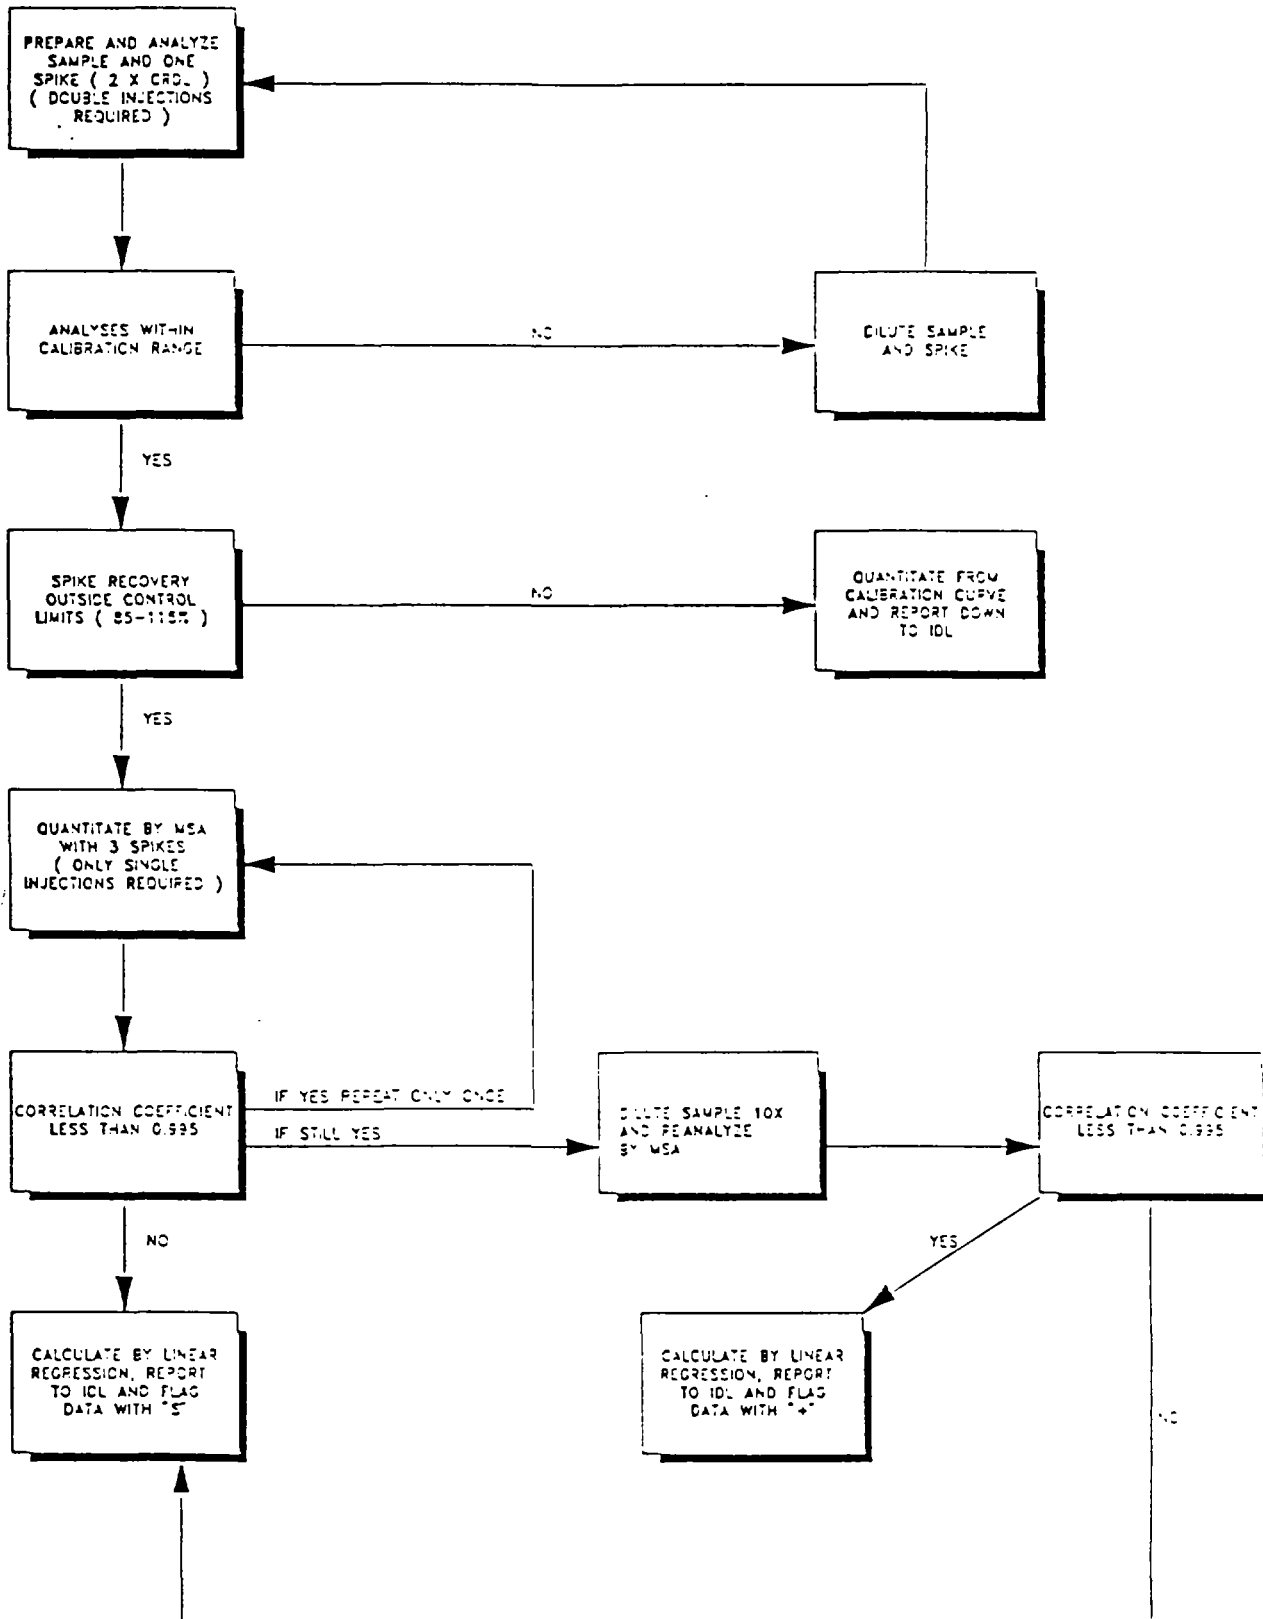 PREPARE AND ANALYZE
SAMPLE AND ONE
SPIKE ( 2 X CRDL )
( DOUBLE INJECTIONS
REQUIRED )
ANALYSES WITHIN
CALIBRATION RANGE
NO
DILUTE SAMPLE
AND SPIKE
YES
SPIKE RECOVERY
OUTSIDE CONTROL
LIMITS ( 85-115% )
NO
QUANTITATE FROM
CALIBRATION CURVE
AND REPORT DOWN
TO IDL
YES
QUANTITATE BY MSA
WITH 3 SPIKES
( ONLY SINGLE
INJECTIONS REQUIRED )
CORRELATION COEFFICIENT
LESS THAN 0.995
IF YES REPEAT ONLY ONCE
IF STILL YES
DILUTE SAMPLE 10X
AND REANALYZE
BY MSA
CORRELATION COEFFICIENT
LESS THAN 0.995
NO
YES
CALCULATE BY LINEAR
REGRESSION, REPORT
TO IDL AND FLAG
DATA WITH "S"
CALCULATE BY LINEAR
REGRESSION, REPORT
TO IDL AND FLAG
DATA WITH "+"
NO